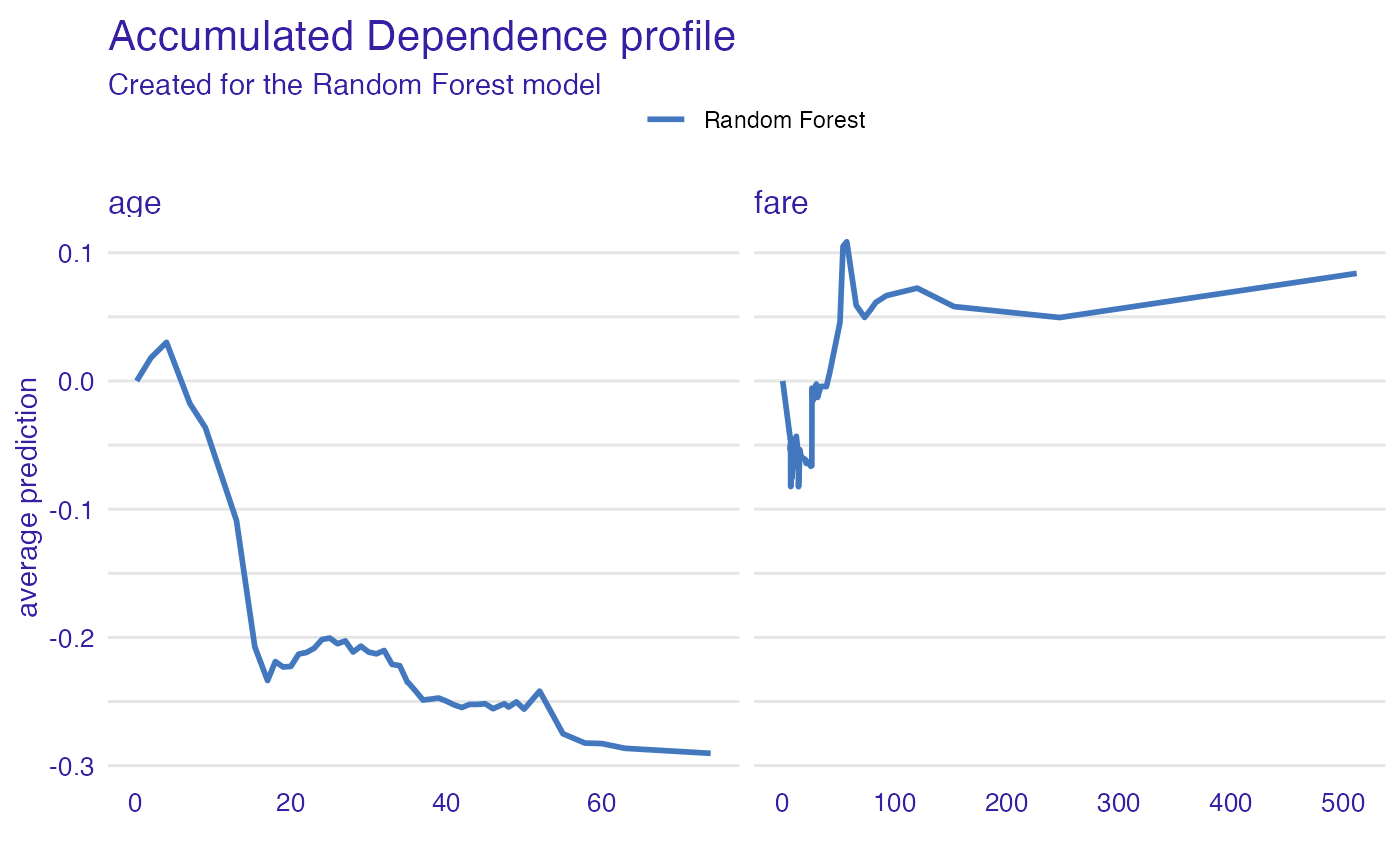 Accumulated Dependence profile
Created for the Random Forest model
Random Forest
age
fare
average prediction
0.1
0.0
-0.1
-0.2
-0.3
0 20 40 60
0 100 200 300 400 500